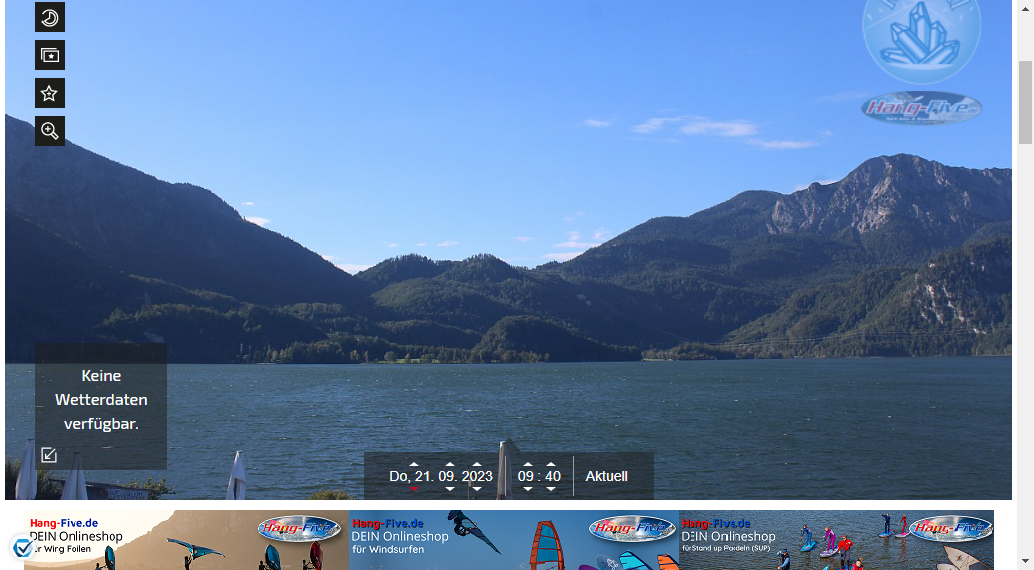 Hang-Five
Keine
Wetterdaten
verfügbar.
Do, 21. 09. 2023 09 : 40 Aktuell
Hang-Five.de
DEIN Onlineshop
für Wing Foilen
Hang-Five
Hang-Five.de
DEIN Onlineshop
für Windsurfen
Hang-Five
Hang-Five.de
DEIN Onlineshop
für Stand up Paddeln (SUP)
Hang-Five